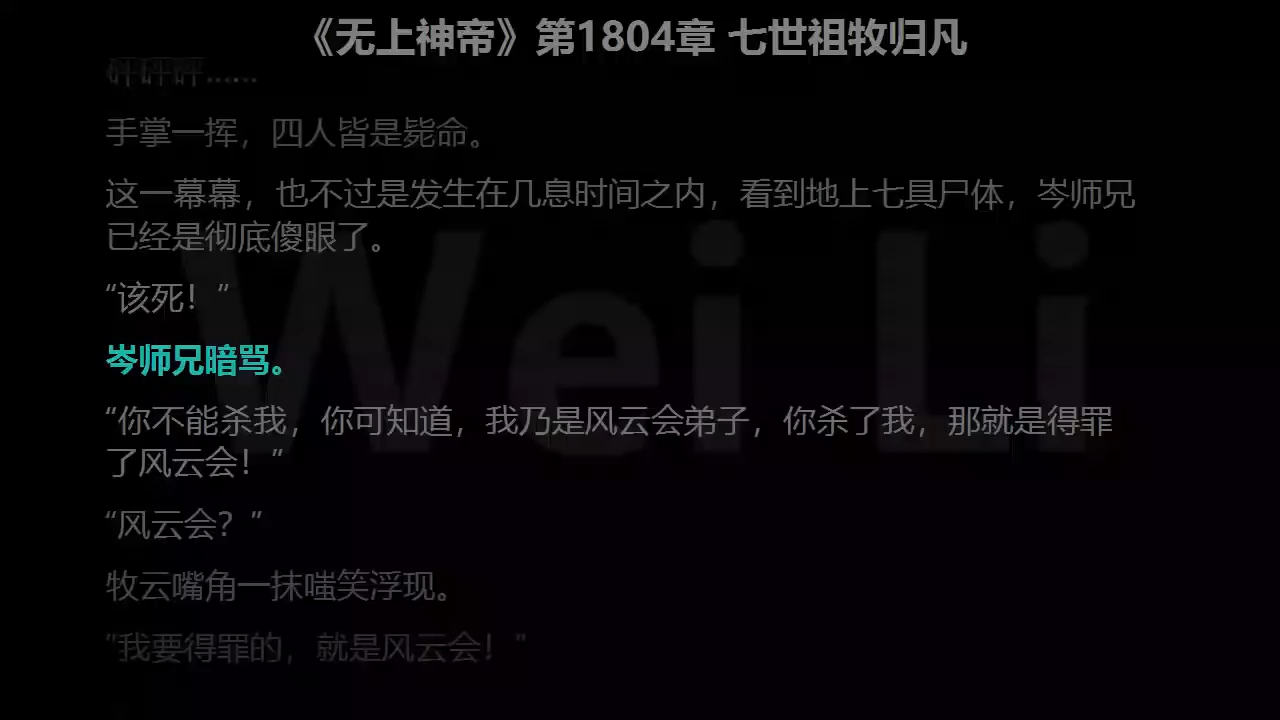 《无上神帝》第1804章 七世祖牧归凡
砰砰砰……
手掌一挥，四人皆是毙命。
这一幕幕，也不过是发生在几息时间之内，看到地上七具尸体，岑师兄
已经是彻底傻眼了。
“该死！”
岑师兄暗骂。
“你不能杀我，你可知道，我乃是风云会弟子，你杀了我，那就是得罪
了风云会！”
“风云会？”
牧云嘴角一抹嗤笑浮现。
“我要得罪的，就是风云会！”
Wei Li